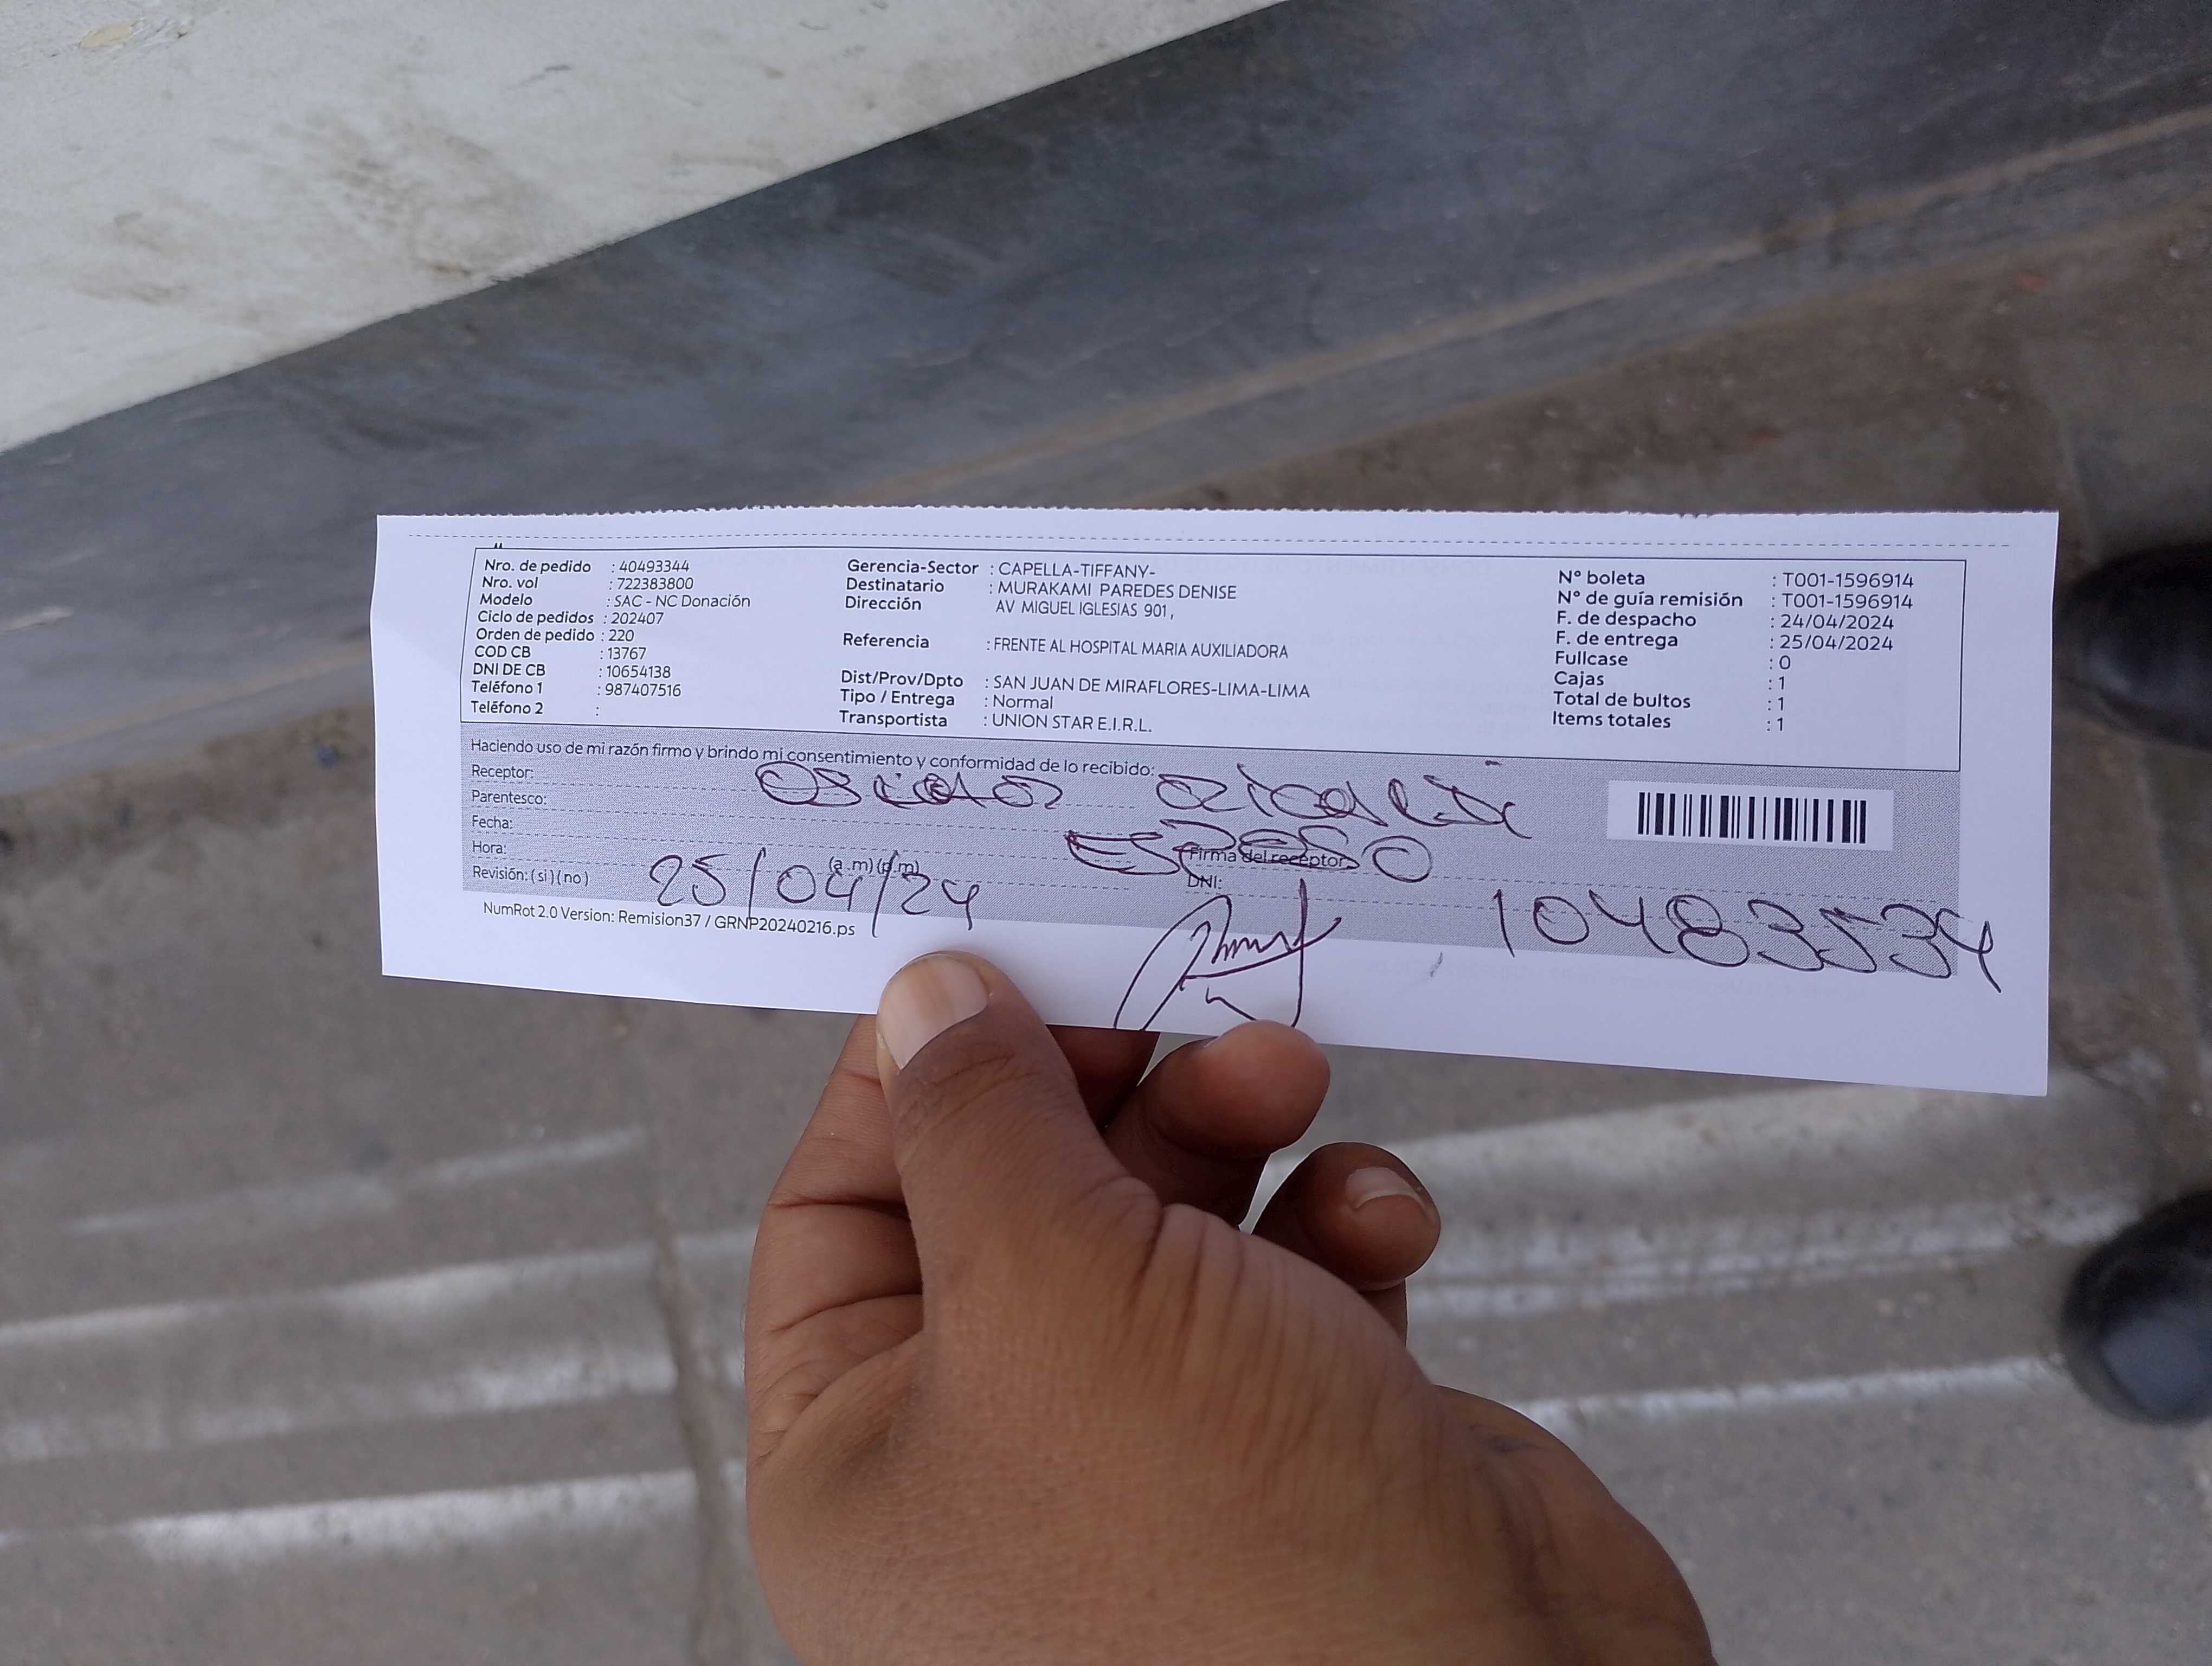 Nro. de pedido : 40493344
Nro. vol : 722383800
Modelo : SAC - NC Donación
Ciclo de pedidos : 202407
Orden de pedido : 220
COD CB : 13767
DNI DE CB : 10654138
Teléfono 1 : 987407516
Teléfono 2 :
Gerencia-Sector : CAPELLA-TIFFANY-
Destinatario : MURAKAMI PAREDES DENISE
Dirección AV MIGUEL IGLESIAS 901 ,
Referencia : FRENTE AL HOSPITAL MARIA AUXILIADORA
Dist/Prov/Dpto : SAN JUAN DE MIRAFLORES-LIMA-LIMA
Tipo / Entrega : Normal
Transportista : UNION STAR E.I.R.L.
N° boleta : T001-1596914
N° de guía remisión : T001-1596914
F. de despacho : 24/04/2024
F. de entrega : 25/04/2024
Fullcase : 0
Cajas : 1
Total de bultos : 1
Items totales : 1
Haciendo uso de mi razón firmo y brindo mi consentimiento y conformidad de lo recibido:
Receptor:
Parentesco: ESPOSO
Fecha:
Hora: (a .m) (p.m)
25/04/24
Firma del receptor
Revisión: ( si ) ( no )
DNI: 10483534
NumRot 2.0 Version: Remision37 / GRNP20240216.ps